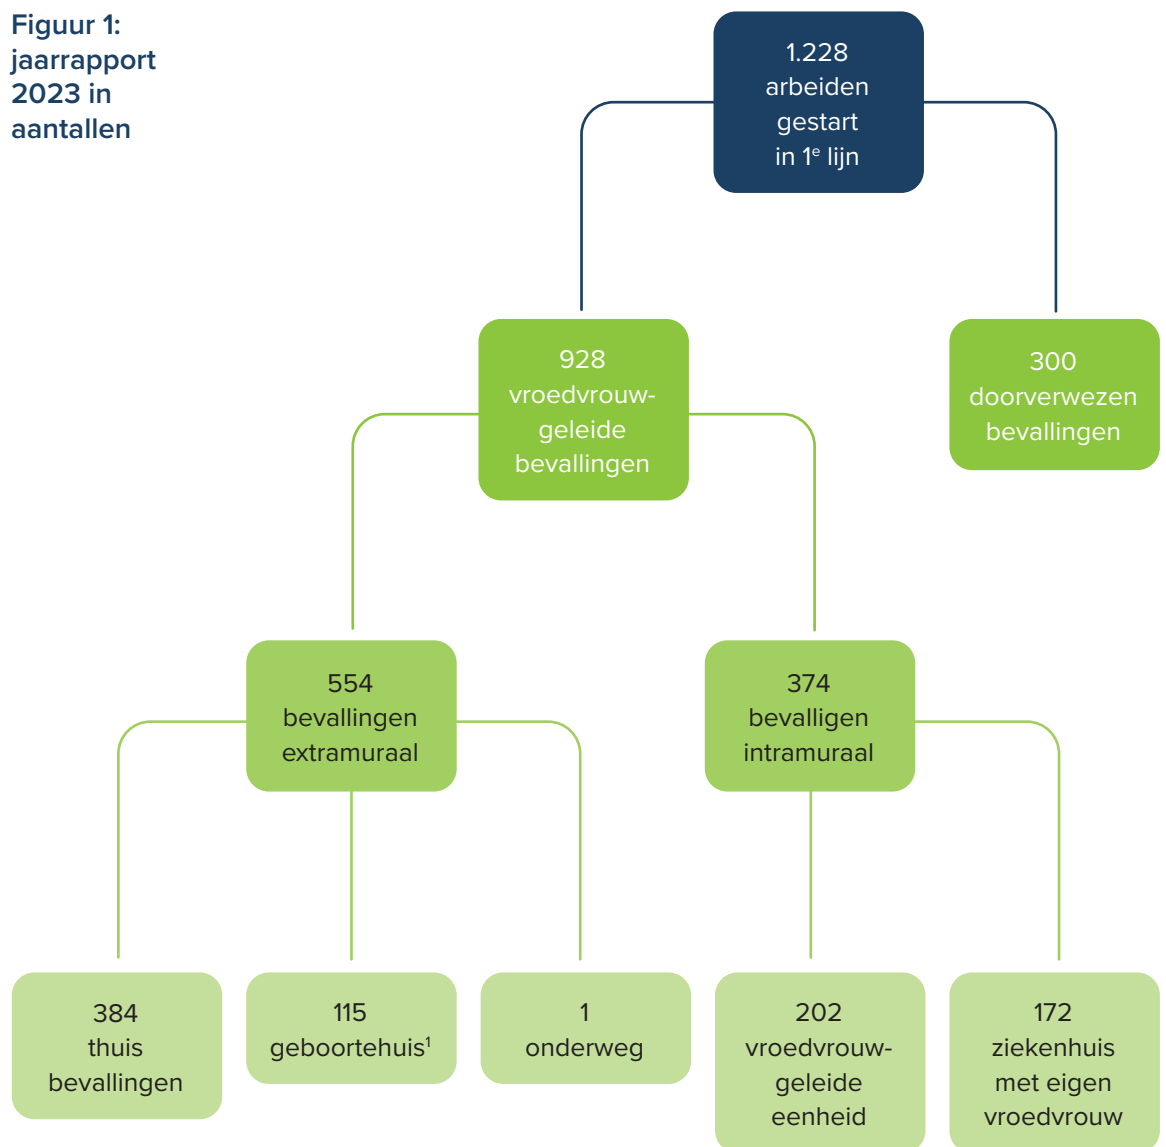 Figuur 1:
jaarrapport
2023 in
aantallen
1.228
arbeiden
gestart
in 1e lijn
928
vroedvrouw-
geleide
bevallingen
300
doorverwezen
bevallingen
554
bevallingen
extramuraal
374
bevalligen
intramuraal
384
thuis
bevallingen
115
geboortehuis1
1
onderweg
202
vroedvrouw-
geleide
eenheid
172
ziekenhuis
met eigen
vroedvrouw